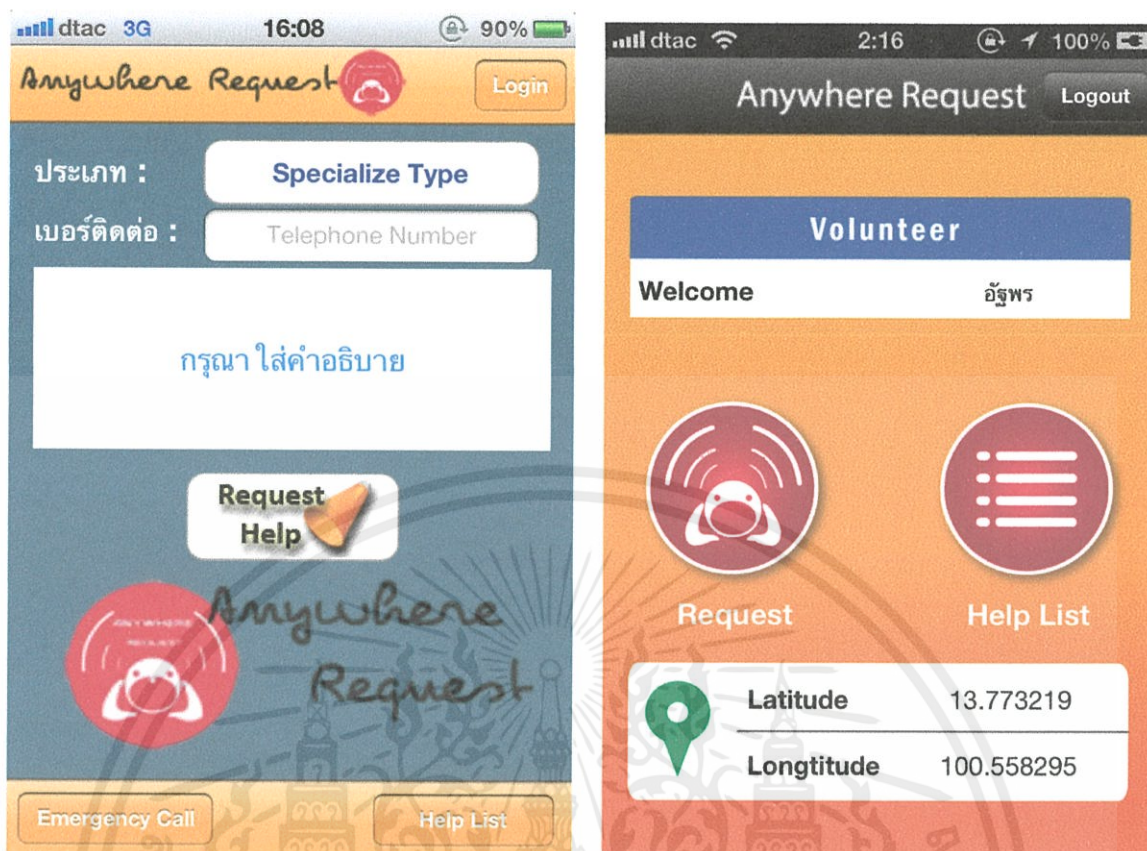 dtac 3G 16:08 90%
Anywhere Request Login
ประเภท : Specialize Type
เบอร์ติดต่อ : Telephone Number
กรุณา ใส่คำอธิบาย
Request
Help
ANYWHERE
Anywhere
Request
Emergency Call Help List
dtac 2:16 100%
Anywhere Request Logout
Volunteer
Welcome อัฐพร
Request Help List
Latitude 13.773219
Longtitude 100.558295